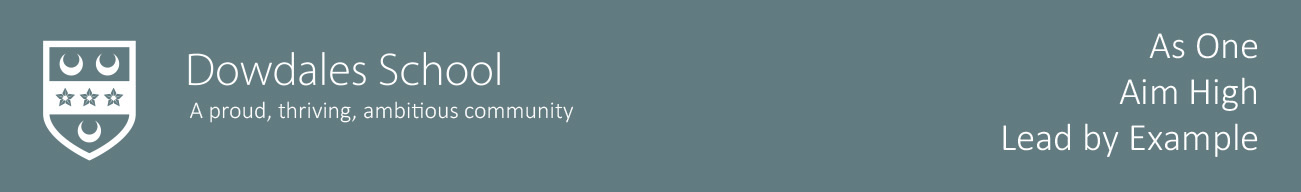 Dowdales School
A proud, thriving, ambitious community
As One
Aim High
Lead by Example